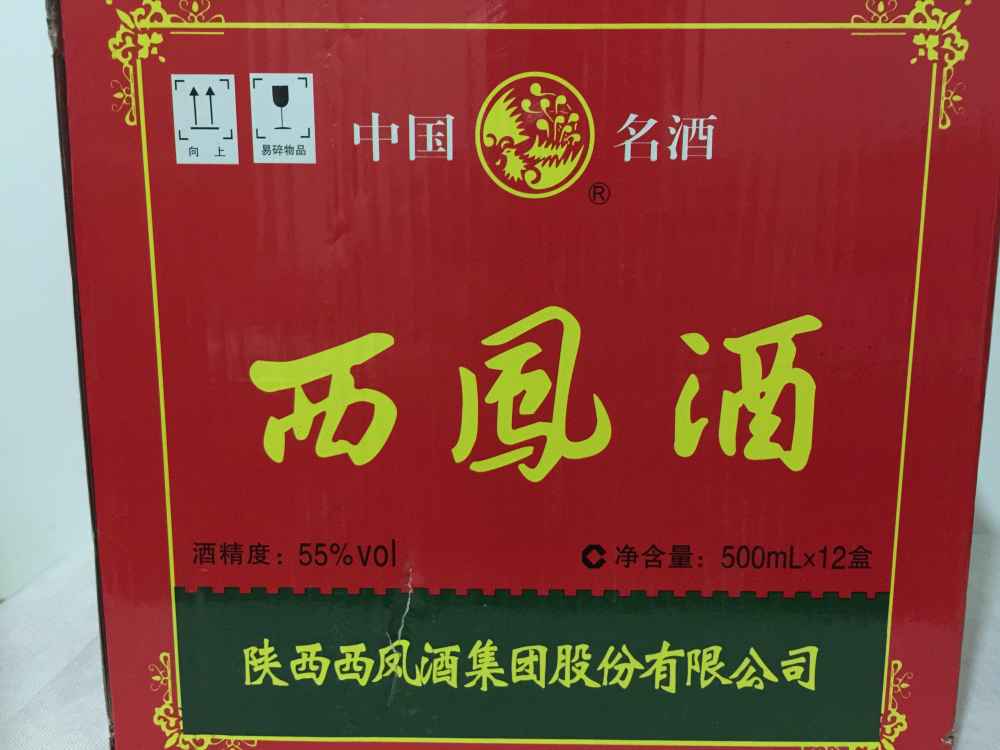 中国 名酒
®
向上
易碎物品
西凤酒
酒精度：55%vol
净含量：500mL×12盒
陕西西凤酒集团股份有限公司